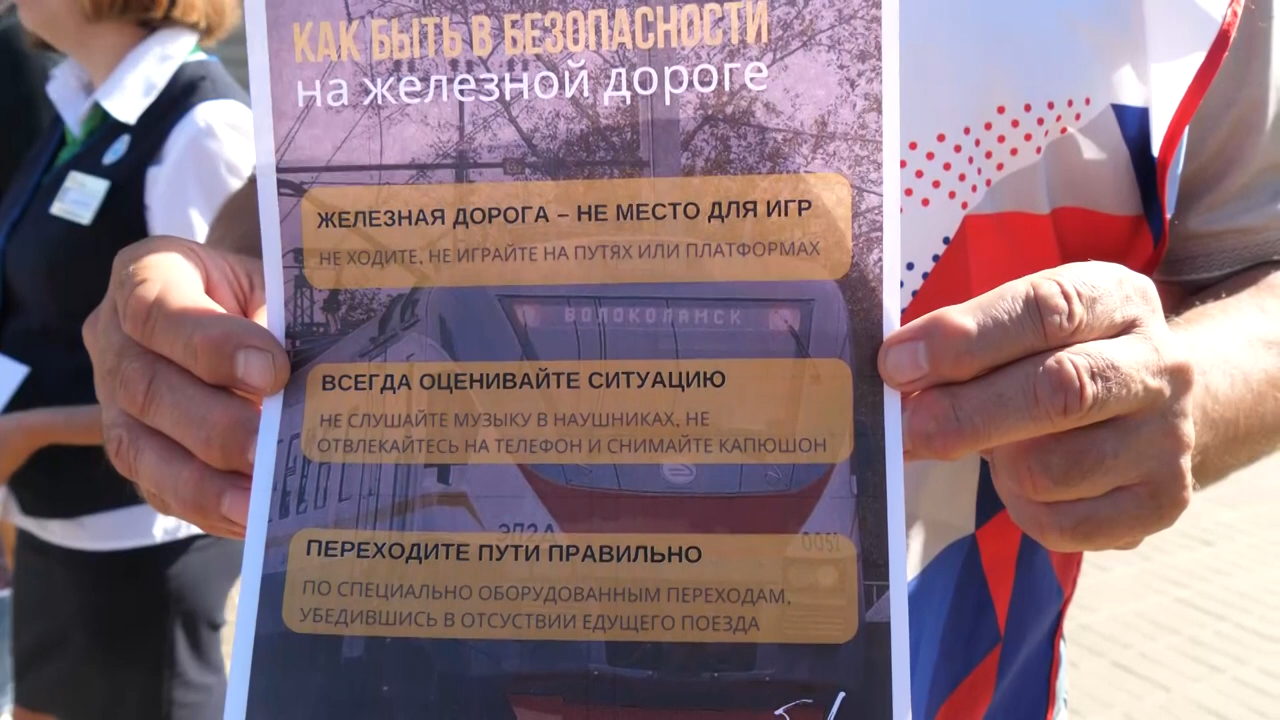 КАК БЫТЬ В БЕЗОПАСНОСТИ
на железной дороге
ЖЕЛЕЗНАЯ ДОРОГА – НЕ МЕСТО ДЛЯ ИГР
НЕ ХОДИТЕ, НЕ ИГРАЙТЕ НА ПУТЯХ ИЛИ ПЛАТФОРМАХ
ВОЛОКОЛАМСК
ВСЕГДА ОЦЕНИВАЙТЕ СИТУАЦИЮ
НЕ СЛУШАЙТЕ МУЗЫКУ В НАУШНИКАХ, НЕ
ОТВЛЕКАЙТЕСЬ НА ТЕЛЕФОН И СНИМАЙТЕ КАПЮШОН
ЭП2Д 0052
ПЕРЕХОДИТЕ ПУТИ ПРАВИЛЬНО
ПО СПЕЦИАЛЬНО ОБОРУДОВАННЫМ ПЕРЕХОДАМ,
УБЕДИВШИСЬ В ОТСУСТВИИ ЕДУЩЕГО ПОЕЗДА